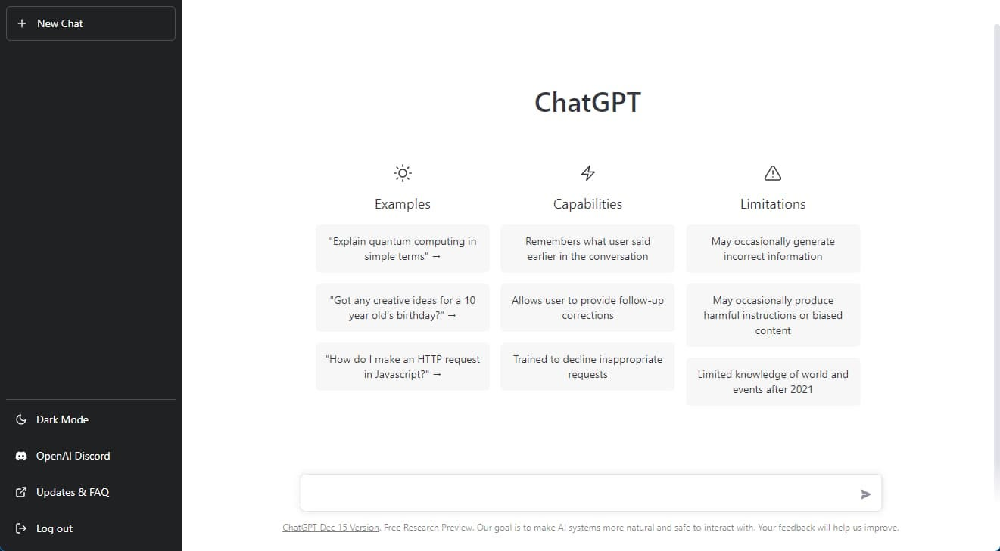 New Chat
ChatGPT
Examples
"Explain quantum computing in
simple terms" →
"Got any creative ideas for a 10
year old's birthday?" →
"How do I make an HTTP request
in Javascript?" →
Capabilities
Remembers what user said
earlier in the conversation
Allows user to provide follow-up
corrections
Trained to decline inappropriate
requests
Limitations
May occasionally generate
incorrect information
May occasionally produce
harmful instructions or biased
content
Limited knowledge of world and
events after 2021
Dark Mode
OpenAI Discord
Updates & FAQ
Log out
ChatGPT Dec 15 Version. Free Research Preview. Our goal is to make AI systems more natural and safe to interact with. Your feedback will help us improve.